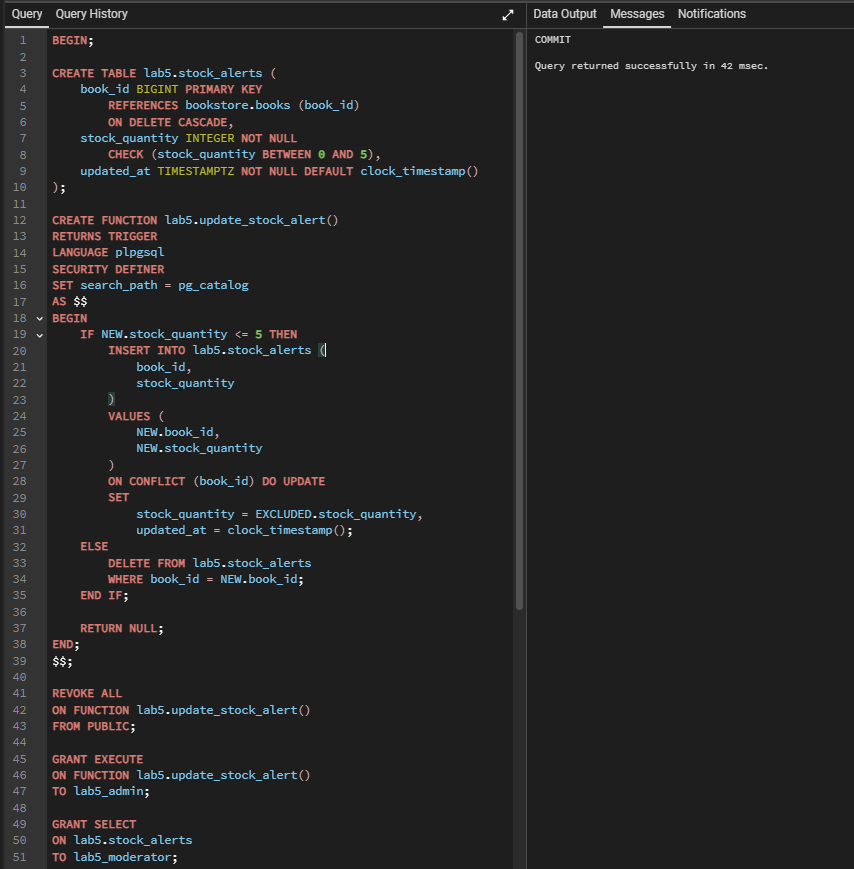 Query Query History
1 BEGIN;
2
3 CREATE TABLE lab5.stock_alerts (
4     book_id BIGINT PRIMARY KEY
5         REFERENCES bookstore.books (book_id)
6         ON DELETE CASCADE,
7     stock_quantity INTEGER NOT NULL
8         CHECK (stock_quantity BETWEEN 0 AND 5),
9     updated_at TIMESTAMPTZ NOT NULL DEFAULT clock_timestamp()
10 );
11
12 CREATE FUNCTION lab5.update_stock_alert()
13 RETURNS TRIGGER
14 LANGUAGE plpgsql
15 SECURITY DEFINER
16 SET search_path = pg_catalog
17 AS $$
18 BEGIN
19     IF NEW.stock_quantity <= 5 THEN
20         INSERT INTO lab5.stock_alerts (
21             book_id,
22             stock_quantity
23         )
24         VALUES (
25             NEW.book_id,
26             NEW.stock_quantity
27         )
28         ON CONFLICT (book_id) DO UPDATE
29         SET
30             stock_quantity = EXCLUDED.stock_quantity,
31             updated_at = clock_timestamp();
32     ELSE
33         DELETE FROM lab5.stock_alerts
34         WHERE book_id = NEW.book_id;
35     END IF;
36
37     RETURN NULL;
38 END;
39 $$;
40
41 REVOKE ALL
42 ON FUNCTION lab5.update_stock_alert()
43 FROM PUBLIC;
44
45 GRANT EXECUTE
46 ON FUNCTION lab5.update_stock_alert()
47 TO lab5_admin;
48
49 GRANT SELECT
50 ON lab5.stock_alerts
51 TO lab5_moderator;
Data Output Messages Notifications
COMMIT
Query returned successfully in 42 msec.